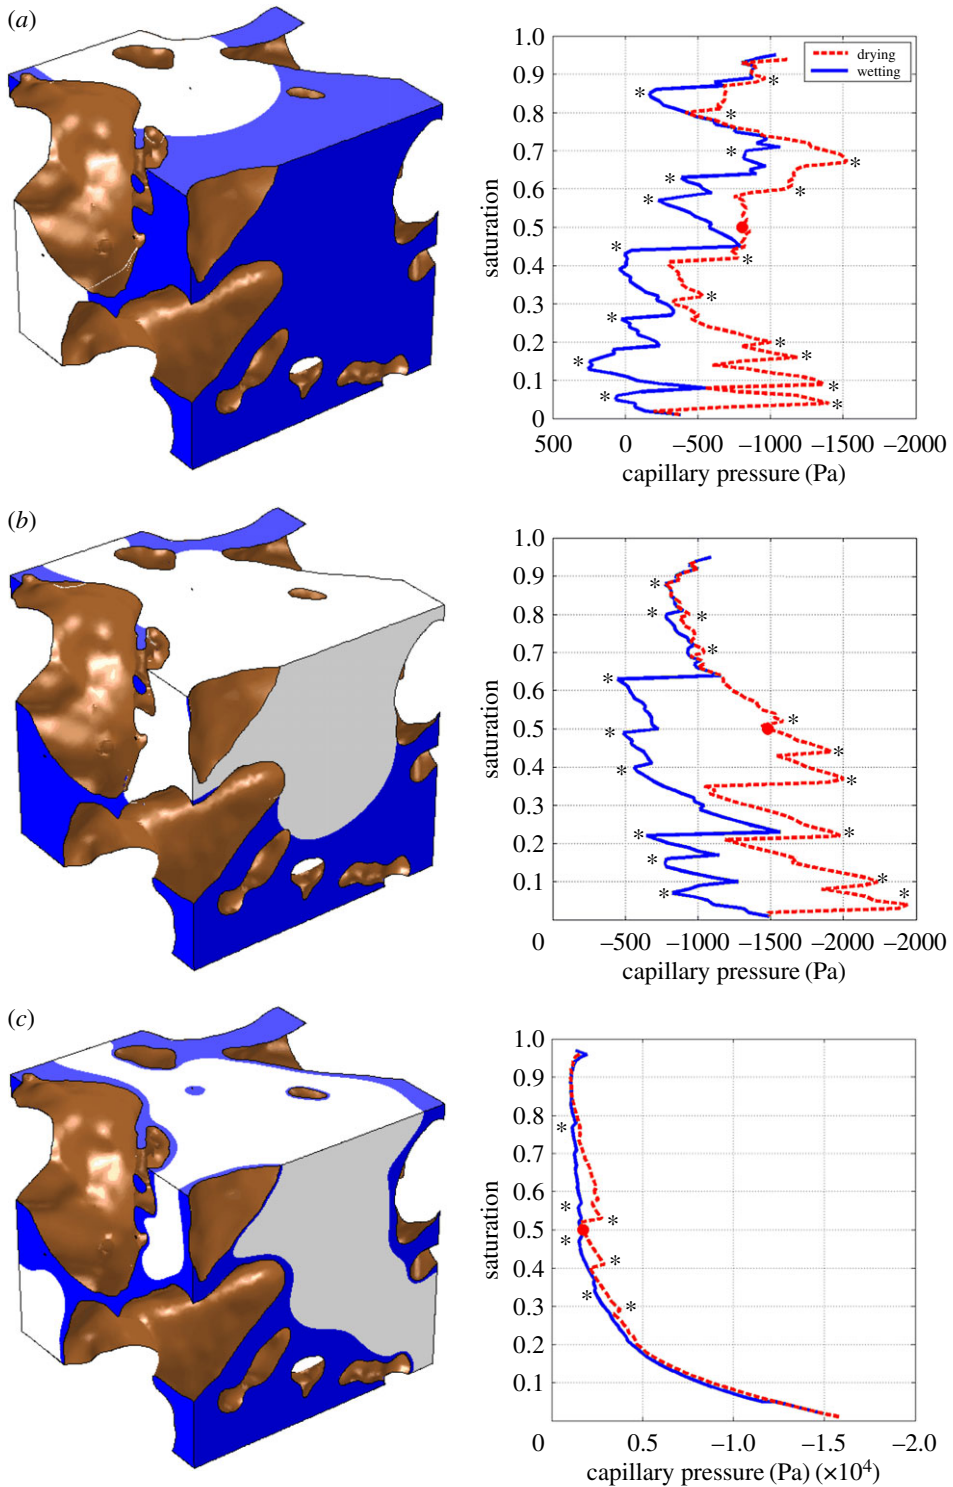 (a)
1.0
0.9
0.8
0.7
0.6
0.5
0.4
0.3
0.2
0.1
0
saturation
drying
wetting
* * * * * * * * * * * * * * * * * *
500 0 –500 –1000 –1500 –2000
capillary pressure (Pa)
(b)
1.0
0.9
0.8
0.7
0.6
0.5
0.4
0.3
0.2
0.1
saturation
* * * * * * * * * * * * * * * *
0 –500 –1000 –1500 –2000 –2000
capillary pressure (Pa)
(c)
1.0
0.9
0.8
0.7
0.6
0.5
0.4
0.3
0.2
0.1
saturation
* * * * * * *
0 0.5 –1.0 –1.5 –2.0
capillary pressure (Pa) (×10⁴)